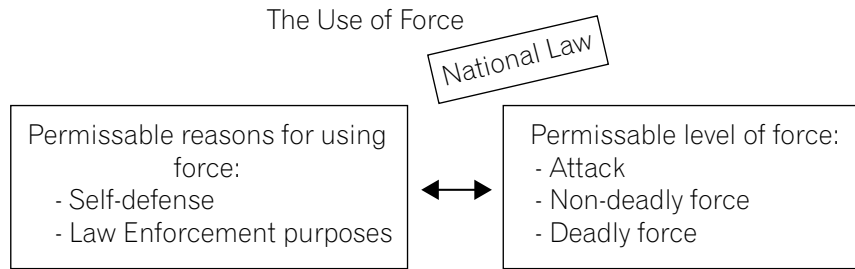 The Use of Force
National Law
Permissable reasons for using
force:
- Self-defense
- Law Enforcement purposes
Permissable level of force:
- Attack
- Non-deadly force
- Deadly force